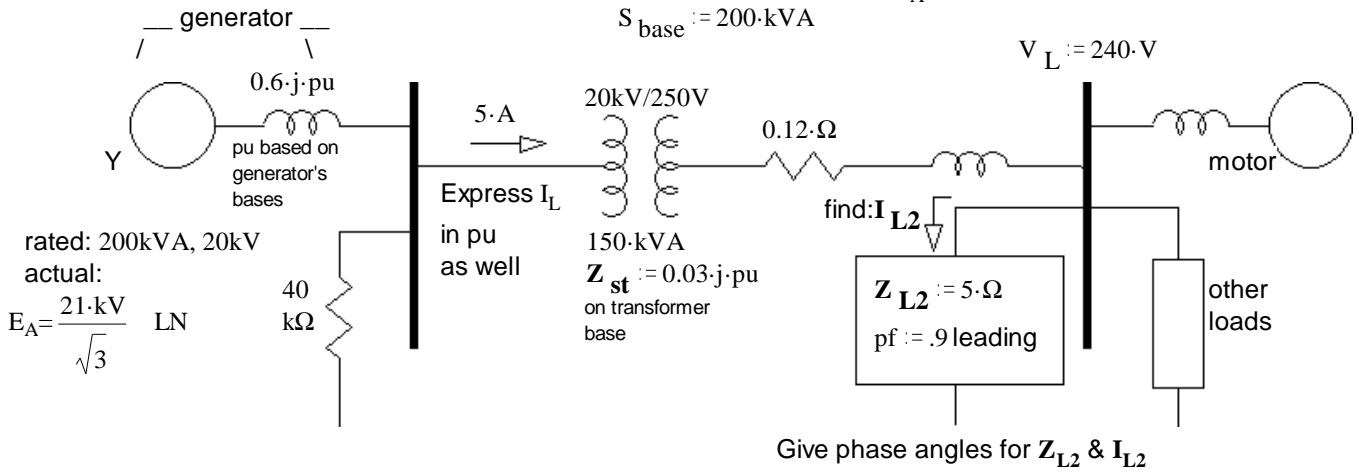 S base := 200·kVA
__ generator __
/ \
0.6·j·pu
Y
pu based on
generator's
bases
rated: 200kVA, 20kV
actual:
E A = 21·kV / √3 LN
40
kΩ
5·A
Express I L
in pu
as well
20kV/250V
150·kVA
Z st := 0.03·j·pu
on transformer
base
0.12·Ω
find: I L2
Z L2 := 5·Ω
pf := .9 leading
V L := 240·V
motor
other
loads
Give phase angles for Z L2 & I L2